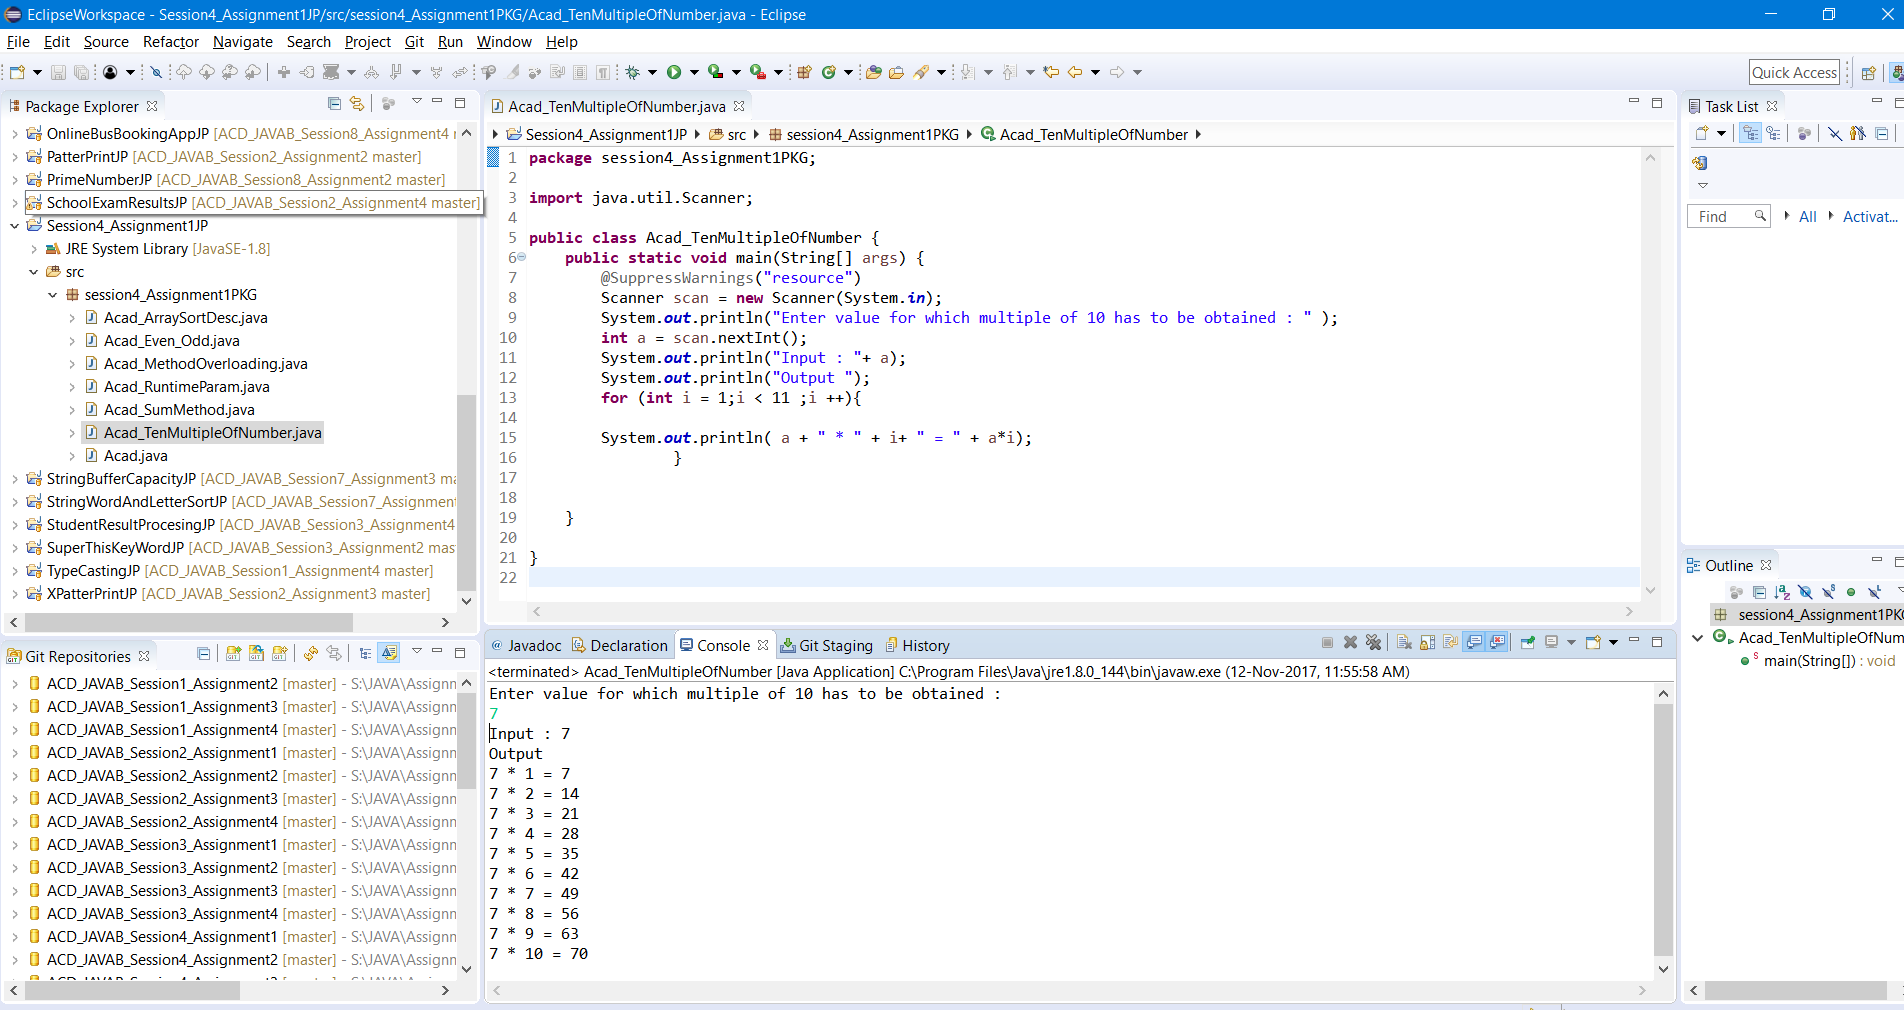 EclipseWorkspace - Session4_Assignment1JP/src/session4_Assignment1PKG/Acad_TenMultipleOfNumber.java - Eclipse
File Edit Source Refactor Navigate Search Project Git Run Window Help
Quick Access
Package Explorer
OnlineBusBookingAppJP [ACD_JAVAB_Session8_Assignment4 r
PatterPrintJP [ACD_JAVAB_Session2_Assignment2 master]
PrimeNumberJP [ACD_JAVAB_Session8_Assignment2 master]
SchoolExamResultsJP [ACD_JAVAB_Session2_Assignment4 master]
Session4_Assignment1JP
JRE System Library [JavaSE-1.8]
src
session4_Assignment1PKG
Acad_ArraySortDesc.java
Acad_Even_Odd.java
Acad_MethodOverloading.java
Acad_RuntimeParam.java
Acad_SumMethod.java
Acad_TenMultipleOfNumber.java
Acad.java
StringBufferCapacityJP [ACD_JAVAB_Session7_Assignment3 ma
StringWordAndLetterSortJP [ACD_JAVAB_Session7_Assignment
StudentResultProcesingJP [ACD_JAVAB_Session3_Assignment4
SuperThisKeyWordJP [ACD_JAVAB_Session3_Assignment2 mas
TypeCastingJP [ACD_JAVAB_Session1_Assignment4 master]
XPatterPrintJP [ACD_JAVAB_Session2_Assignment3 master]
Git Repositories
ACD_JAVAB_Session1_Assignment2 [master] - S:\JAVA\Assignn
ACD_JAVAB_Session1_Assignment3 [master] - S:\JAVA\Assignn
ACD_JAVAB_Session1_Assignment4 [master] - S:\JAVA\Assignn
ACD_JAVAB_Session2_Assignment1 [master] - S:\JAVA\Assignn
ACD_JAVAB_Session2_Assignment2 [master] - S:\JAVA\Assignn
ACD_JAVAB_Session2_Assignment3 [master] - S:\JAVA\Assignn
ACD_JAVAB_Session2_Assignment4 [master] - S:\JAVA\Assignn
ACD_JAVAB_Session3_Assignment1 [master] - S:\JAVA\Assignn
ACD_JAVAB_Session3_Assignment2 [master] - S:\JAVA\Assignn
ACD_JAVAB_Session3_Assignment3 [master] - S:\JAVA\Assignn
ACD_JAVAB_Session3_Assignment4 [master] - S:\JAVA\Assignn
ACD_JAVAB_Session4_Assignment1 [master] - S:\JAVA\Assignn
ACD_JAVAB_Session4_Assignment2 [master] - S:\JAVA\Assignn
Acad_TenMultipleOfNumber.java
Session4_Assignment1JP src session4_Assignment1PKG Acad_TenMultipleOfNumber
1 package session4_Assignment1PKG;
2
3 import java.util.Scanner;
4
5 public class Acad_TenMultipleOfNumber {
6 public static void main(String[] args) {
7 @SuppressWarnings("resource")
8 Scanner scan = new Scanner(System.in);
9 System.out.println("Enter value for which multiple of 10 has to be obtained : " );
10 int a = scan.nextInt();
11 System.out.println("Input : "+ a);
12 System.out.println("Output ");
13 for (int i = 1;i < 11 ;i ++){
14
15 System.out.println( a + " * " + i+ " = " + a*i);
16 }
17
18
19 }
20
21 }
22
Javadoc Declaration Console Git Staging History
<terminated> Acad_TenMultipleOfNumber [Java Application] C:\Program Files\Java\jre1.8.0_144\bin\javaw.exe (12-Nov-2017, 11:55:58 AM)
Enter value for which multiple of 10 has to be obtained :
7
Input : 7
Output
7 * 1 = 7
7 * 2 = 14
7 * 3 = 21
7 * 4 = 28
7 * 5 = 35
7 * 6 = 42
7 * 7 = 49
7 * 8 = 56
7 * 9 = 63
7 * 10 = 70
Task List
Find All Activat...
Outline
session4_Assignment1PK
Acad_TenMultipleOfNum
main(String[]) : void